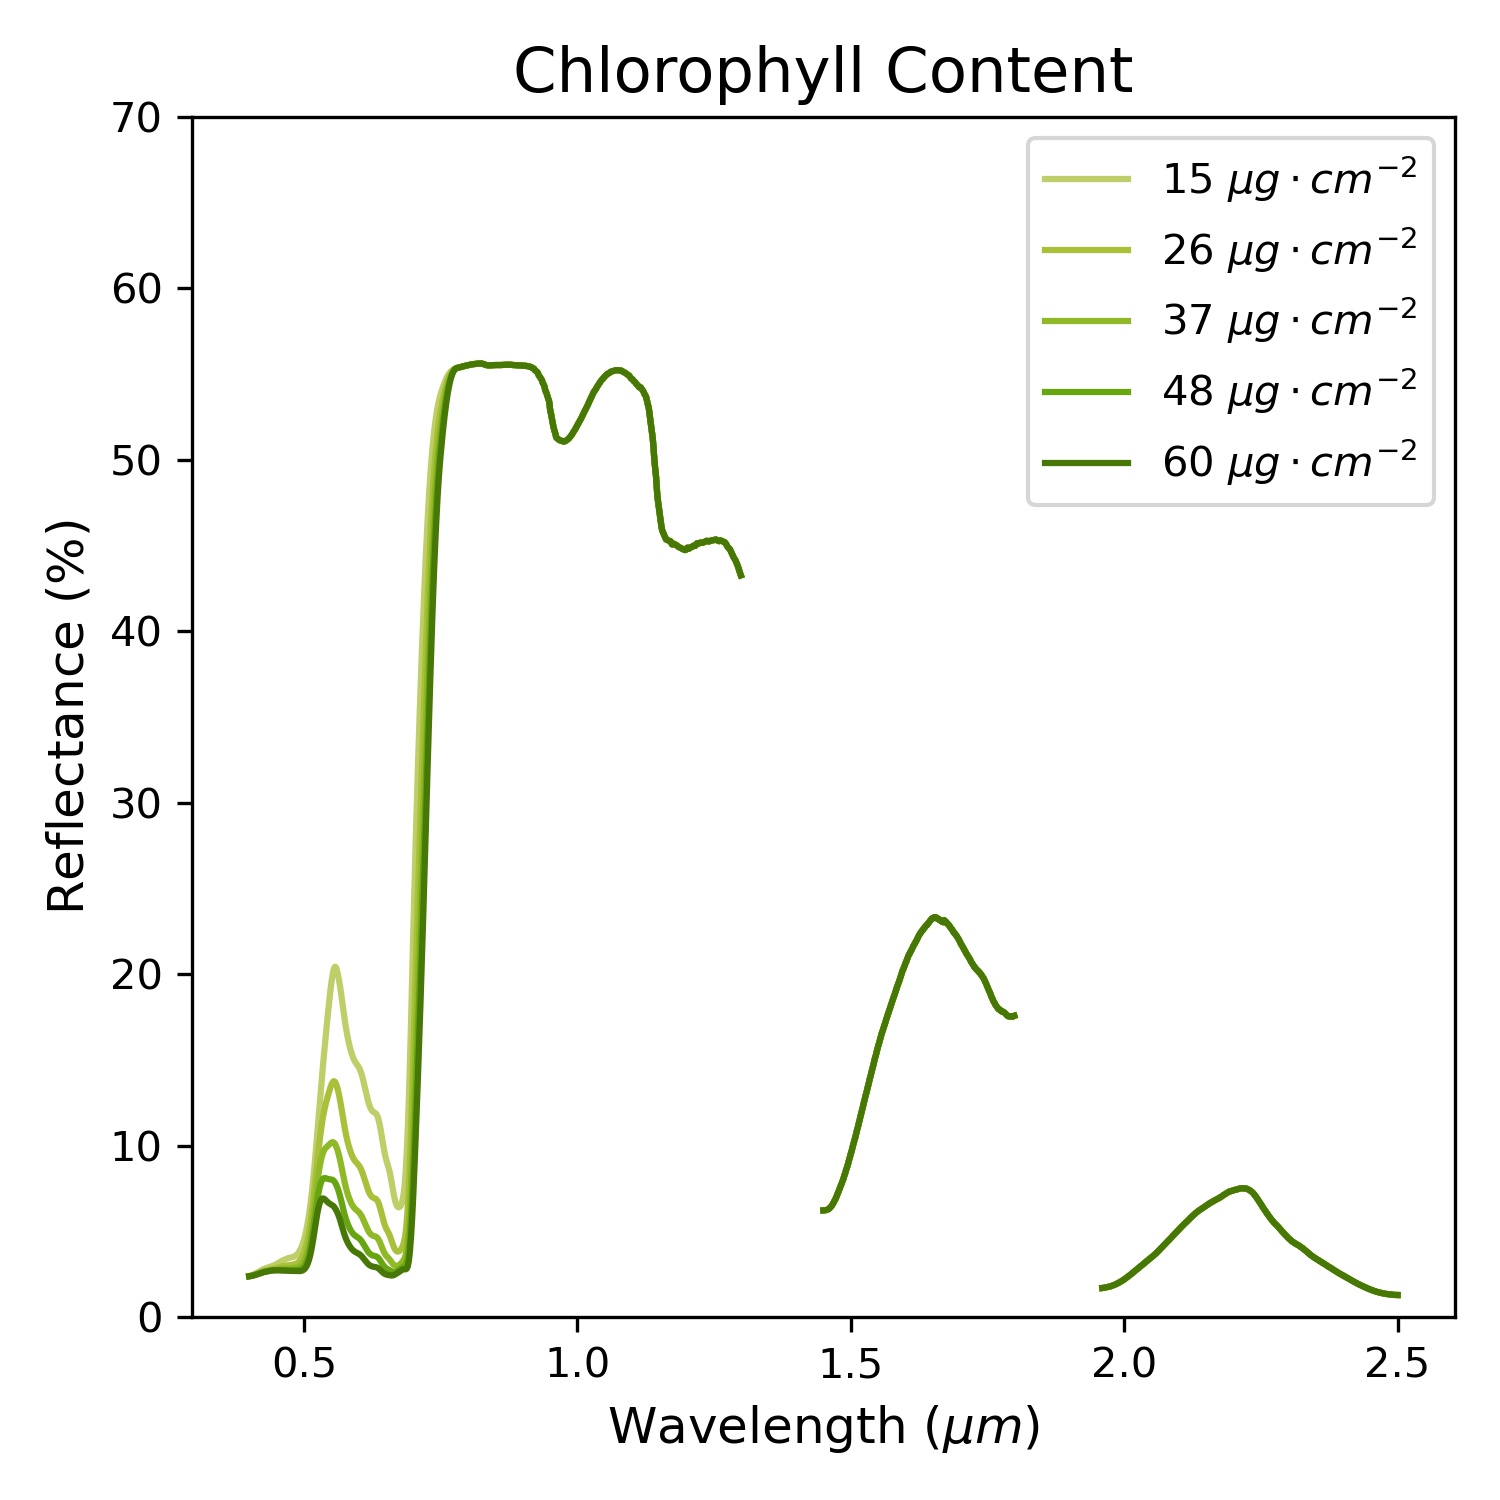 Chlorophyll Content
70
60
50
40
30
20
10
0
Reflectance (%)
15 μg · cm⁻²
26 μg · cm⁻²
37 μg · cm⁻²
48 μg · cm⁻²
60 μg · cm⁻²
0.5 1.0 1.5 2.0 2.5
Wavelength (μm)